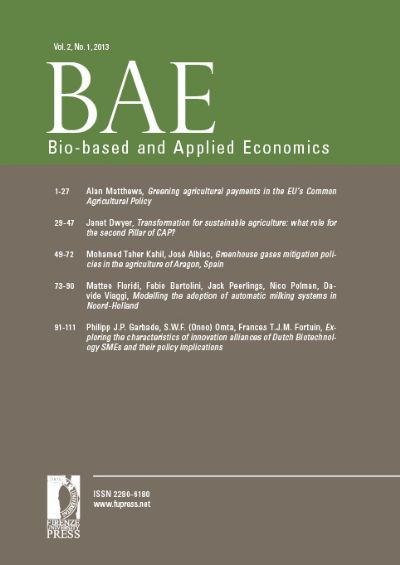 Vol. 2, No. 1, 2013
BAE
Bio-based and Applied Economics
1-27 Alan Matthews, Greening agricultural payments in the EU's Common
Agricultural Policy
29-47 Janet Dwyer, Transformation for sustainable agriculture: what role for
the second Pillar of CAP?
49-72 Mohamed Taher Kahil, José Albiac, Greenhouse gases mitigation poli-
cies in the agriculture of Aragon, Spain
73-90 Matteo Floridi, Fabio Bartolini, Jack Peerlings, Nico Polman, Da-
vide Viaggi, Modelling the adoption of automatic milking systems in
Noord-Holland
91-111 Philipp J.P. Garbade, S.W.F. (Onno) Omta, Frances T.J.M. Fortuin, Ex-
ploring the characteristics of innovation alliances of Dutch Biotechnol-
ogy SMEs and their policy implications
FIRENZE
UNIVERSITY
PRESS
ISSN 2280-6180
www.fupress.net